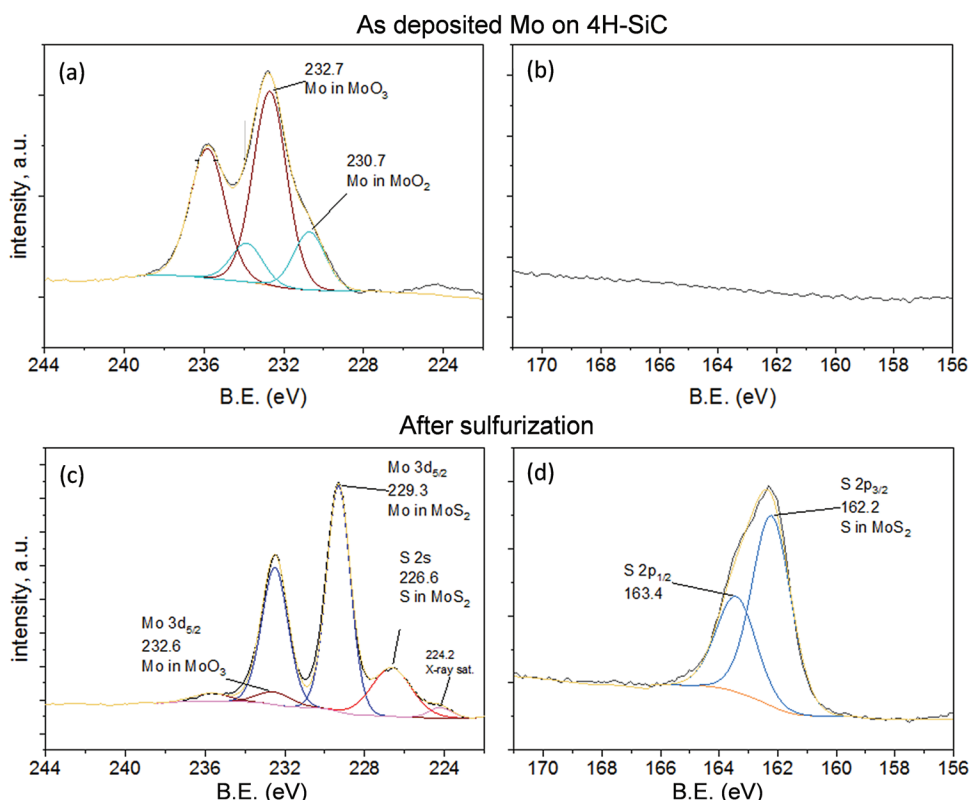 As deposited Mo on 4H-SiC
(a)
232.7
Mo in MoO3
230.7
Mo in MoO2
intensity, a.u.
244 240 236 232 228 224
B.E. (eV)
(b)
170 168 166 164 162 160 158 156
B.E. (eV)
After sulfurization
(c)
Mo 3d5/2
229.3
Mo in MoS2
S 2s
226.6
S in MoS2
Mo 3d5/2
232.6
Mo in MoO3
224.2
X-ray sat.
intensity, a.u.
244 240 236 232 228 224
B.E. (eV)
(d)
S 2p3/2
162.2
S in MoS2
S 2p1/2
163.4
170 168 166 164 162 160 158 156
B.E. (eV)